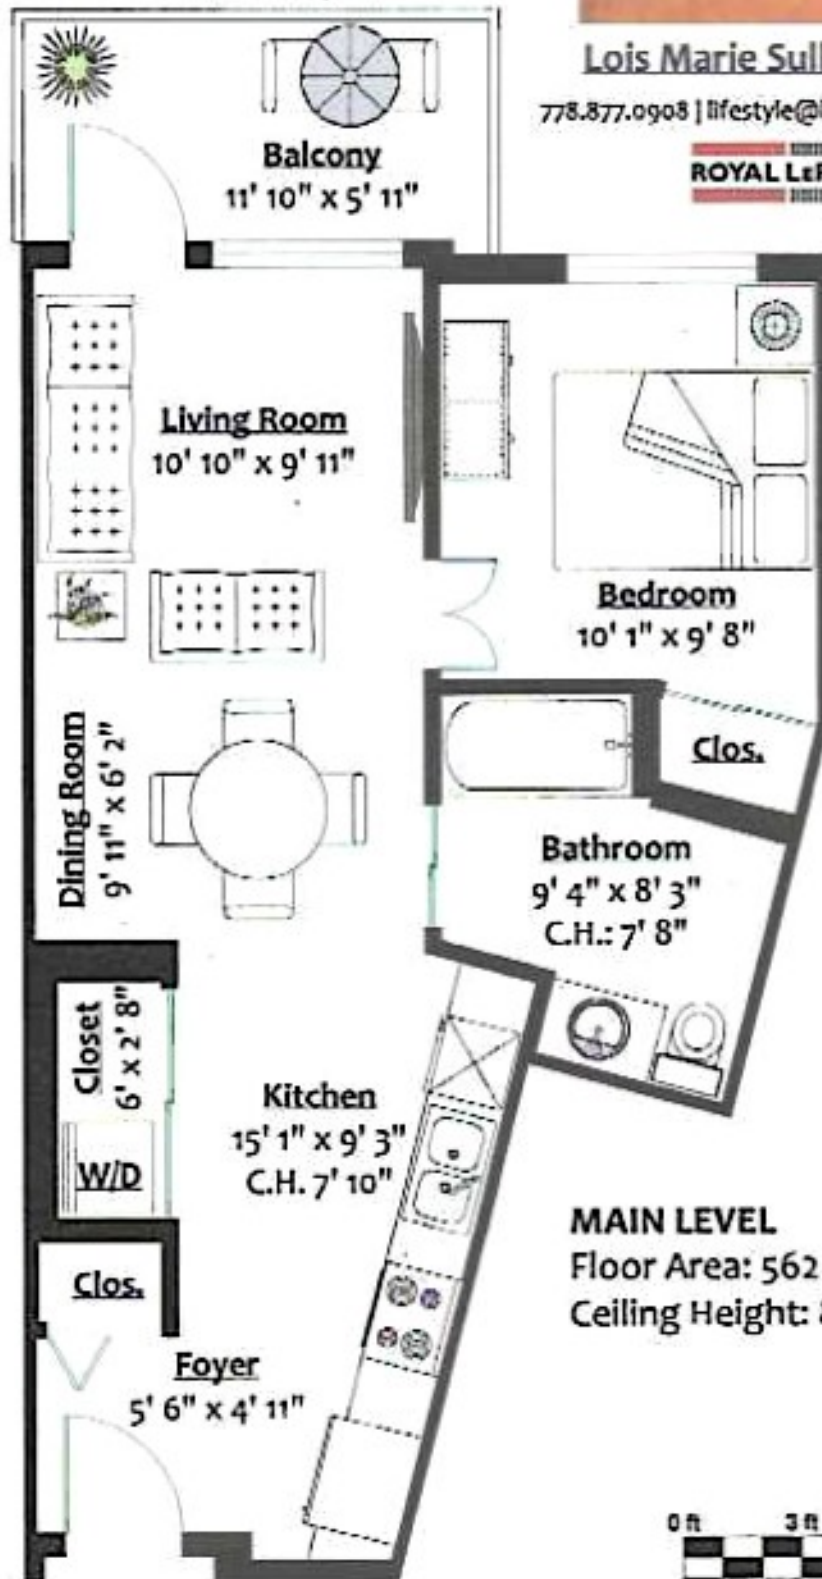 Lois Marie Sull
778.877.0908 | lifestyle@
ROYAL LEP
Balcony
11' 10" x 5' 11"
Living Room
10' 10" x 9' 11"
Bedroom
10' 1" x 9' 8"
Dining Room
9' 11" x 6' 2"
Clos.
Bathroom
9' 4" x 8' 3"
C.H.: 7' 8"
Closet
6' x 2' 8"
W/D
Kitchen
15' 1" x 9' 3"
C.H. 7' 10"
MAIN LEVEL
Floor Area: 562
Ceiling Height:
Clos.
Foyer
5' 6" x 4' 11"
0 ft 3 ft